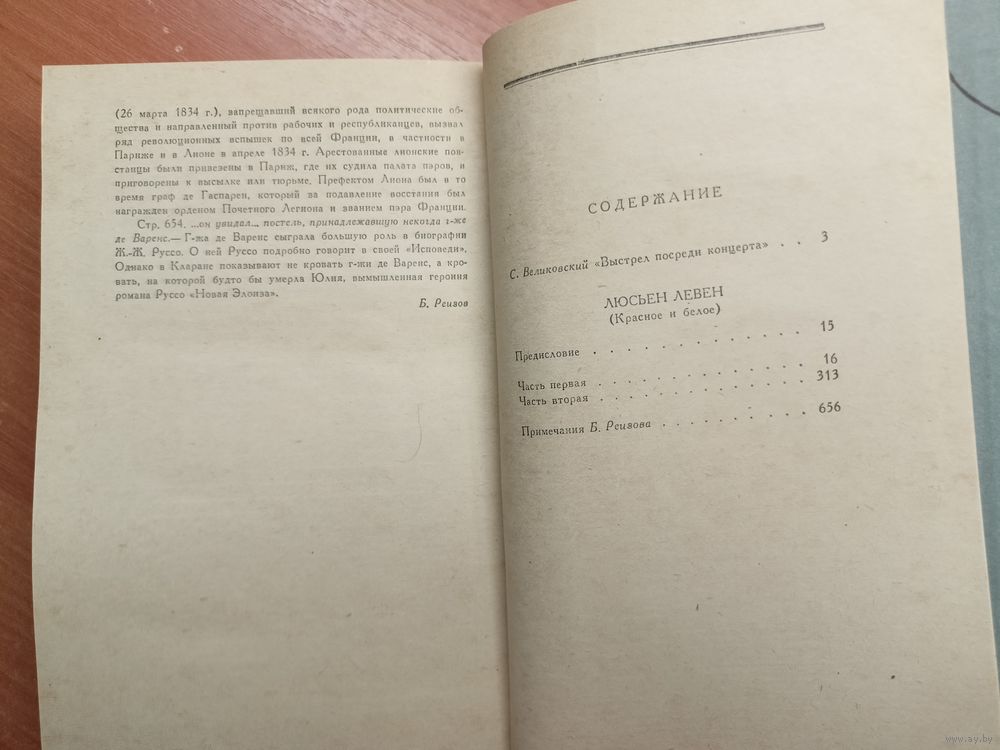 (26 марта 1834 г.), запрещавший всякого рода политические об-
щества и направленный против рабочих и республиканцев, вызвал
ряд революционных вспышек по всей Франции, в частности в
Париже и в Лионе в апреле 1834 г. Арестованные лионские пов-
станцы были привезены в Париж, где их судила палата пэров, и
приговорены к высылке или тюрьме. Префектом Лиона был в то
время граф де Гаспарен, который за подавление восстания был
награжден орденом Почетного Легиона и званием пэра Франции.
Стр. 654. ...он увидал... постель, принадлежавшую некогда г-же
де Варенс.— Г-жа де Варенс сыграла большую роль в биографии
Ж.-Ж. Руссо. О ней Руссо подробно говорит в своей «Исповеди».
Однако в Кларане показывают не кровать г-жи де Варенс, а кро-
вать, на которой будто бы умерла Юлия, вымышленная героиня
романа Руссо «Новая Элоиза».
Б. Реизов
СОДЕРЖАНИЕ
С. Великовский «Выстрел посреди концерта» . . 3
ЛЮСЬЕН ЛЕВЕН
(Красное и белое)
Предисловие . . . . . . . . . . . 15
Часть первая . . . . . . . . . . . 16
Часть вторая . . . . . . . . . . . 313
Примечания Б. Реизова . . . . . . . . 656
www.ay.by